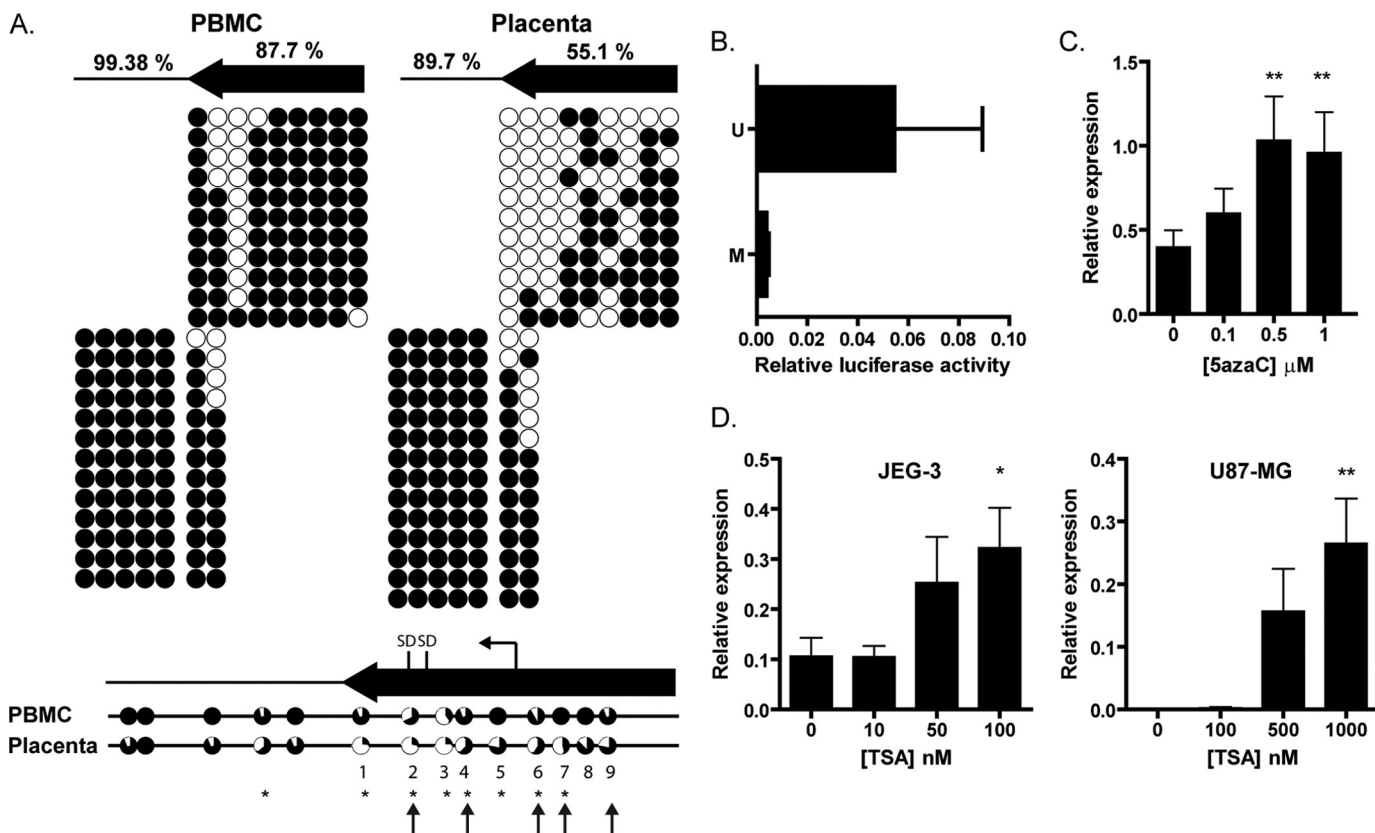 A.
PBMC
Placenta
99.38 %
87.7 %
89.7 %
55.1 %
SD SD
PBMC
Placenta
1 2 3 4 5 6 7 8 9
* * * * * * * *
B.
U
M
0.00 0.02 0.04 0.06 0.08 0.10
Relative luciferase activity
C.
Relative expression
1.5
1.0
0.5
0.0
** **
0 0.1 0.5 1
[5azaC] µM
D.
JEG-3
Relative expression
0.5
0.4
0.3
0.2
0.1
0.0
*
0 10 50 100
[TSA] nM
U87-MG
Relative expression
0.4
0.3
0.2
0.1
0.0
**
0 100 500 1000
[TSA] nM